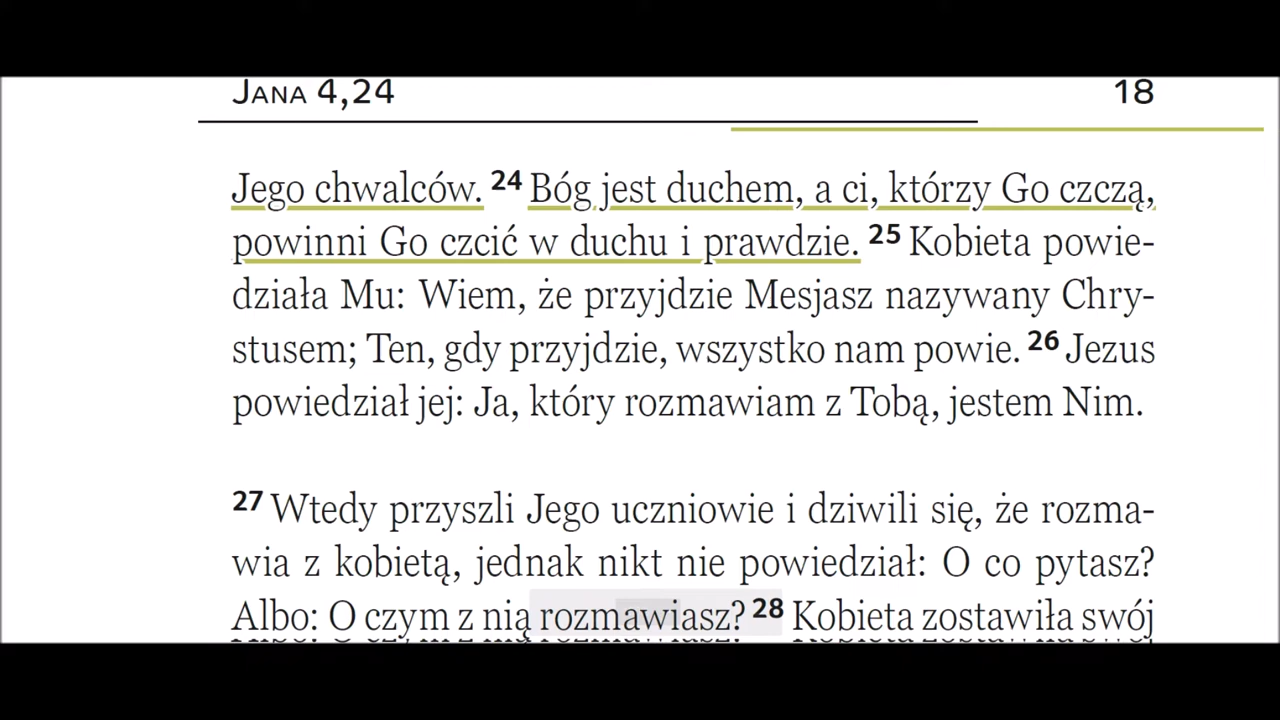 Jana 4,24 18
Jego chwalców. 24 Bóg jest duchem, a ci, którzy Go czczą,
powinni Go czcić w duchu i prawdzie. 25 Kobieta powie-
działa Mu: Wiem, że przyjdzie Mesjasz nazywany Chry-
stusem; Ten, gdy przyjdzie, wszystko nam powie. 26 Jezus
powiedział jej: Ja, który rozmawiam z Tobą, jestem Nim.
27 Wtedy przyszli Jego uczniowie i dziwili się, że rozma-
wia z kobietą, jednak nikt nie powiedział: O co pytasz?
Albo: O czym z nią rozmawiasz? 28 Kobieta zostawiła swój